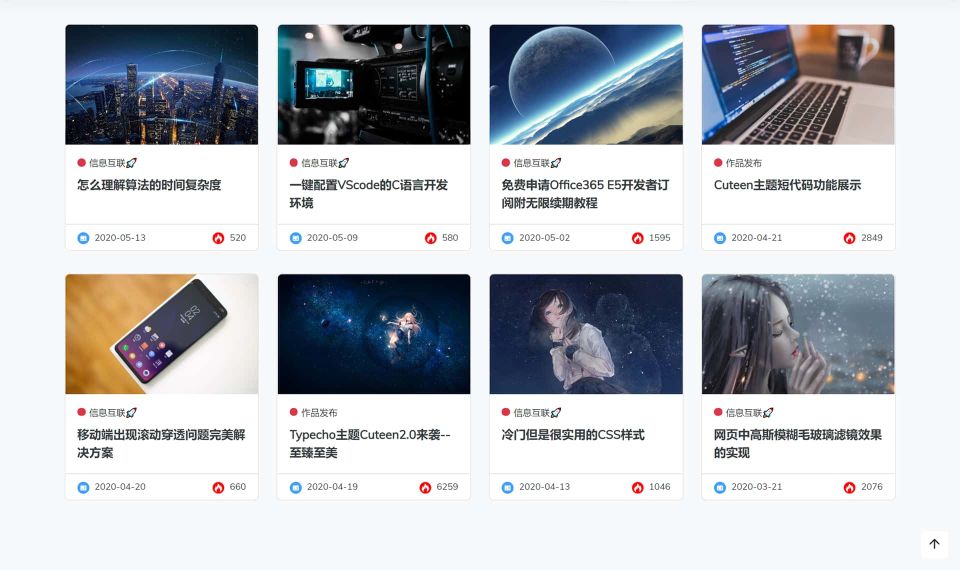 信息互联🚀
怎么理解算法的时间复杂度
2020-05-13 520
信息互联🚀
一键配置VScode的C语言开发
环境
2020-05-09 580
信息互联🚀
免费申请Office365 E5开发者订
阅附无限续期教程
2020-05-02 1595
作品发布
Cuteen主题短代码功能展示
2020-04-21 2849
信息互联🚀
移动端出现滚动穿透问题完美解
决方案
2020-04-20 660
作品发布
Typecho主题Cuteen2.0来袭--
至臻至美
2020-04-19 6259
信息互联🚀
冷门但是很实用的CSS样式
2020-04-13 1046
信息互联🚀
网页中高斯模糊毛玻璃滤镜效果
的实现
2020-03-21 2076